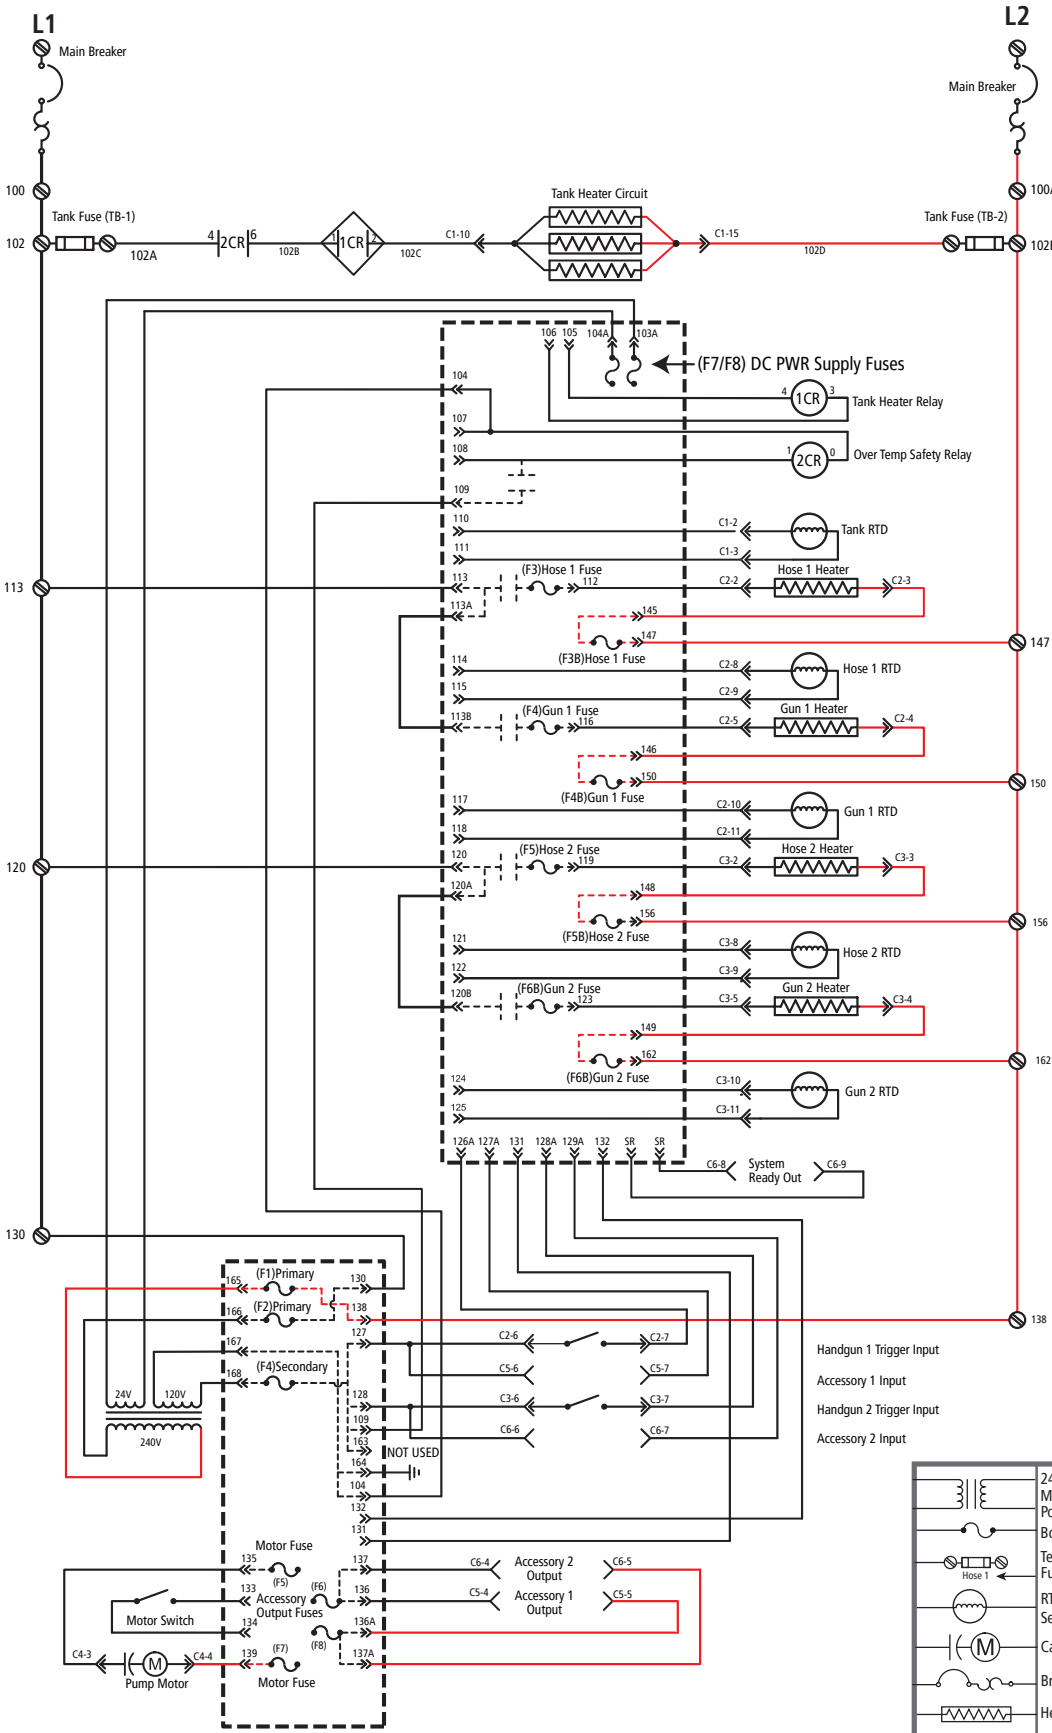 L1
L2
Main Breaker
Main Breaker
100
100A
Tank Heater Circuit
Tank Fuse (TB-1)
Tank Fuse (TB-2)
102
102A
4 2CR 6
102B
1 1CR 2
102C
C1-10
C1-15
102D
106 105 104A 103A
(F7/F8) DC PWR Supply Fuses
104
4 1CR 3
Tank Heater Relay
107
108
1 2CR 0
Over Temp Safety Relay
109
110
C1-2
Tank RTD
111
C1-3
(F3)Hose 1 Fuse
Hose 1 Heater
113
113
112
C2-2
C2-3
113A
145
147
147
(F3B)Hose 1 Fuse
114
C2-8
Hose 1 RTD
115
C2-9
(F4)Gun 1 Fuse
Gun 1 Heater
113B
116
C2-5
C2-4
146
150
150
(F4B)Gun 1 Fuse
117
C2-10
Gun 1 RTD
118
C2-11
(F5)Hose 2 Fuse
Hose 2 Heater
120
120
119
C3-2
C3-3
120A
148
156
156
(F5B)Hose 2 Fuse
121
C3-8
Hose 2 RTD
122
C3-9
(F6B)Gun 2 Fuse
Gun 2 Heater
120B
123
C3-5
C3-4
149
162
162
(F6B)Gun 2 Fuse
124
C3-10
Gun 2 RTD
125
C3-11
126A 127A 131 128A 129A 132 SR SR
C6-8
System
Ready Out
C6-9
130
(F1)Primary
165
130
(F2)Primary
166
138
138
127
167
C2-6
C2-7
Handgun 1 Trigger Input
(F4)Secondary
168
C5-6
C5-7
Accessory 1 Input
24V
120V
128
C3-6
C3-7
Handgun 2 Trigger Input
109
C6-6
C6-7
Accessory 2 Input
240V
163
NOT USED
164
104
132
131
Motor Fuse
135
(F5)
137
C6-4
Accessory 2
Output
C6-5
133
Accessory
Output Fuses
(F6)
136
C5-4
Accessory 1
Output
C5-5
Motor Switch
134
(F8)
136A
C4-3
M
C4-4
139
(F7)
137A
Pump Motor
Motor Fuse
Hose 1
M